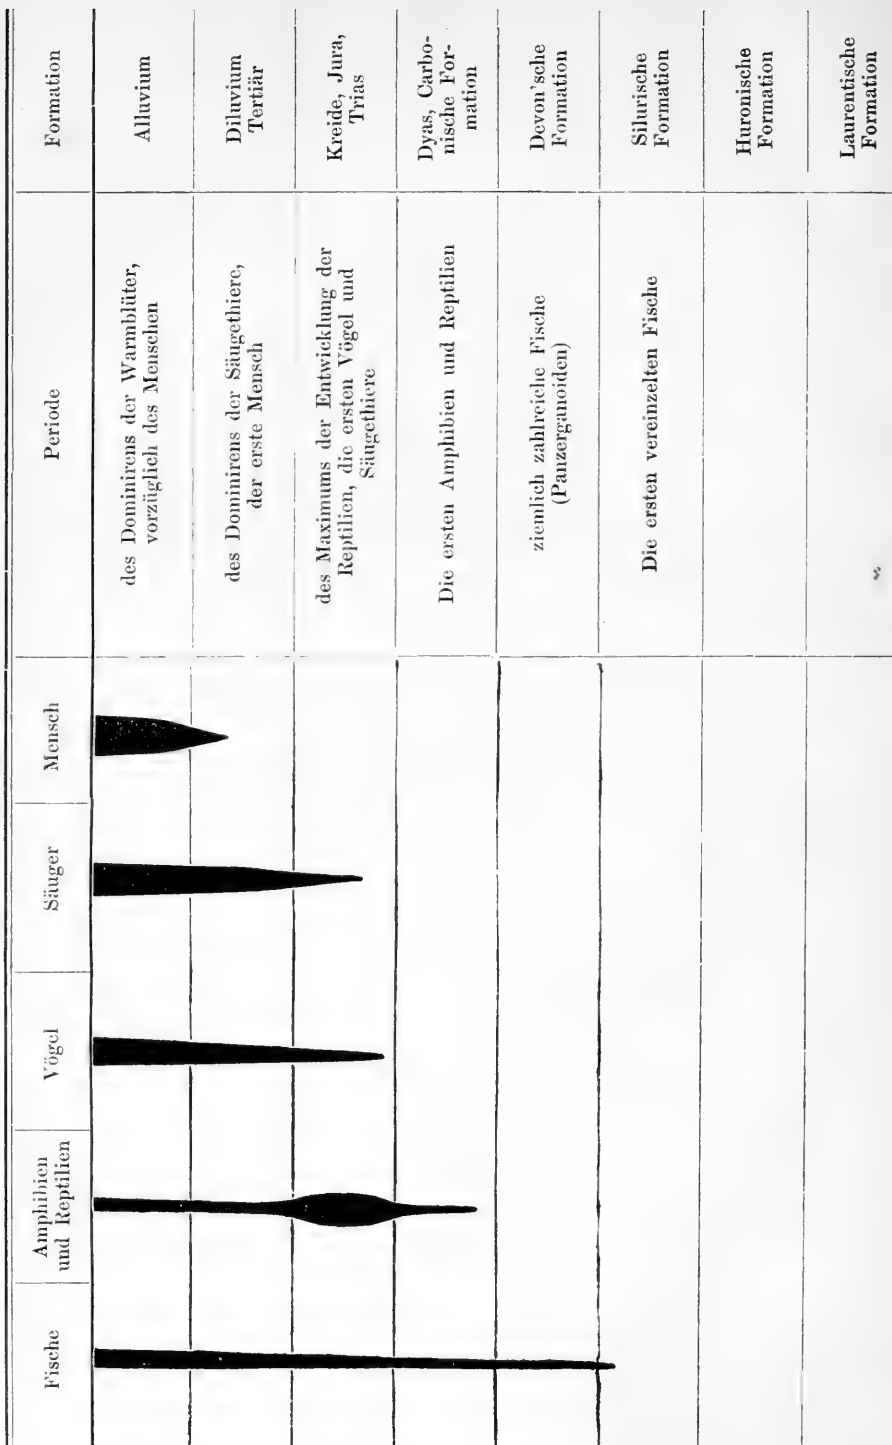 Fische
Amphibien
und Reptilien
Vögel
Säuger
Mensch
Periode
Formation
des Dominirens der Warmblüter,
vorzüglich des Menschen
Alluvium
des Dominirens der Säugethiere,
der erste Mensch
Diluvium
Tertiär
des Maximums der Entwicklung der
Reptilien, die ersten Vögel und
Säugethiere
Kreide, Jura,
Trias
Die ersten Amphibien und Reptilien
Dyas, Carbo-
nische For-
mation
ziemlich zahlreiche Fische
(Panzerganoiden)
Devon'sche
Formation
Die ersten vereinzelten Fische
Silurische
Formation
Huronische
Formation
Laurentische
Formation